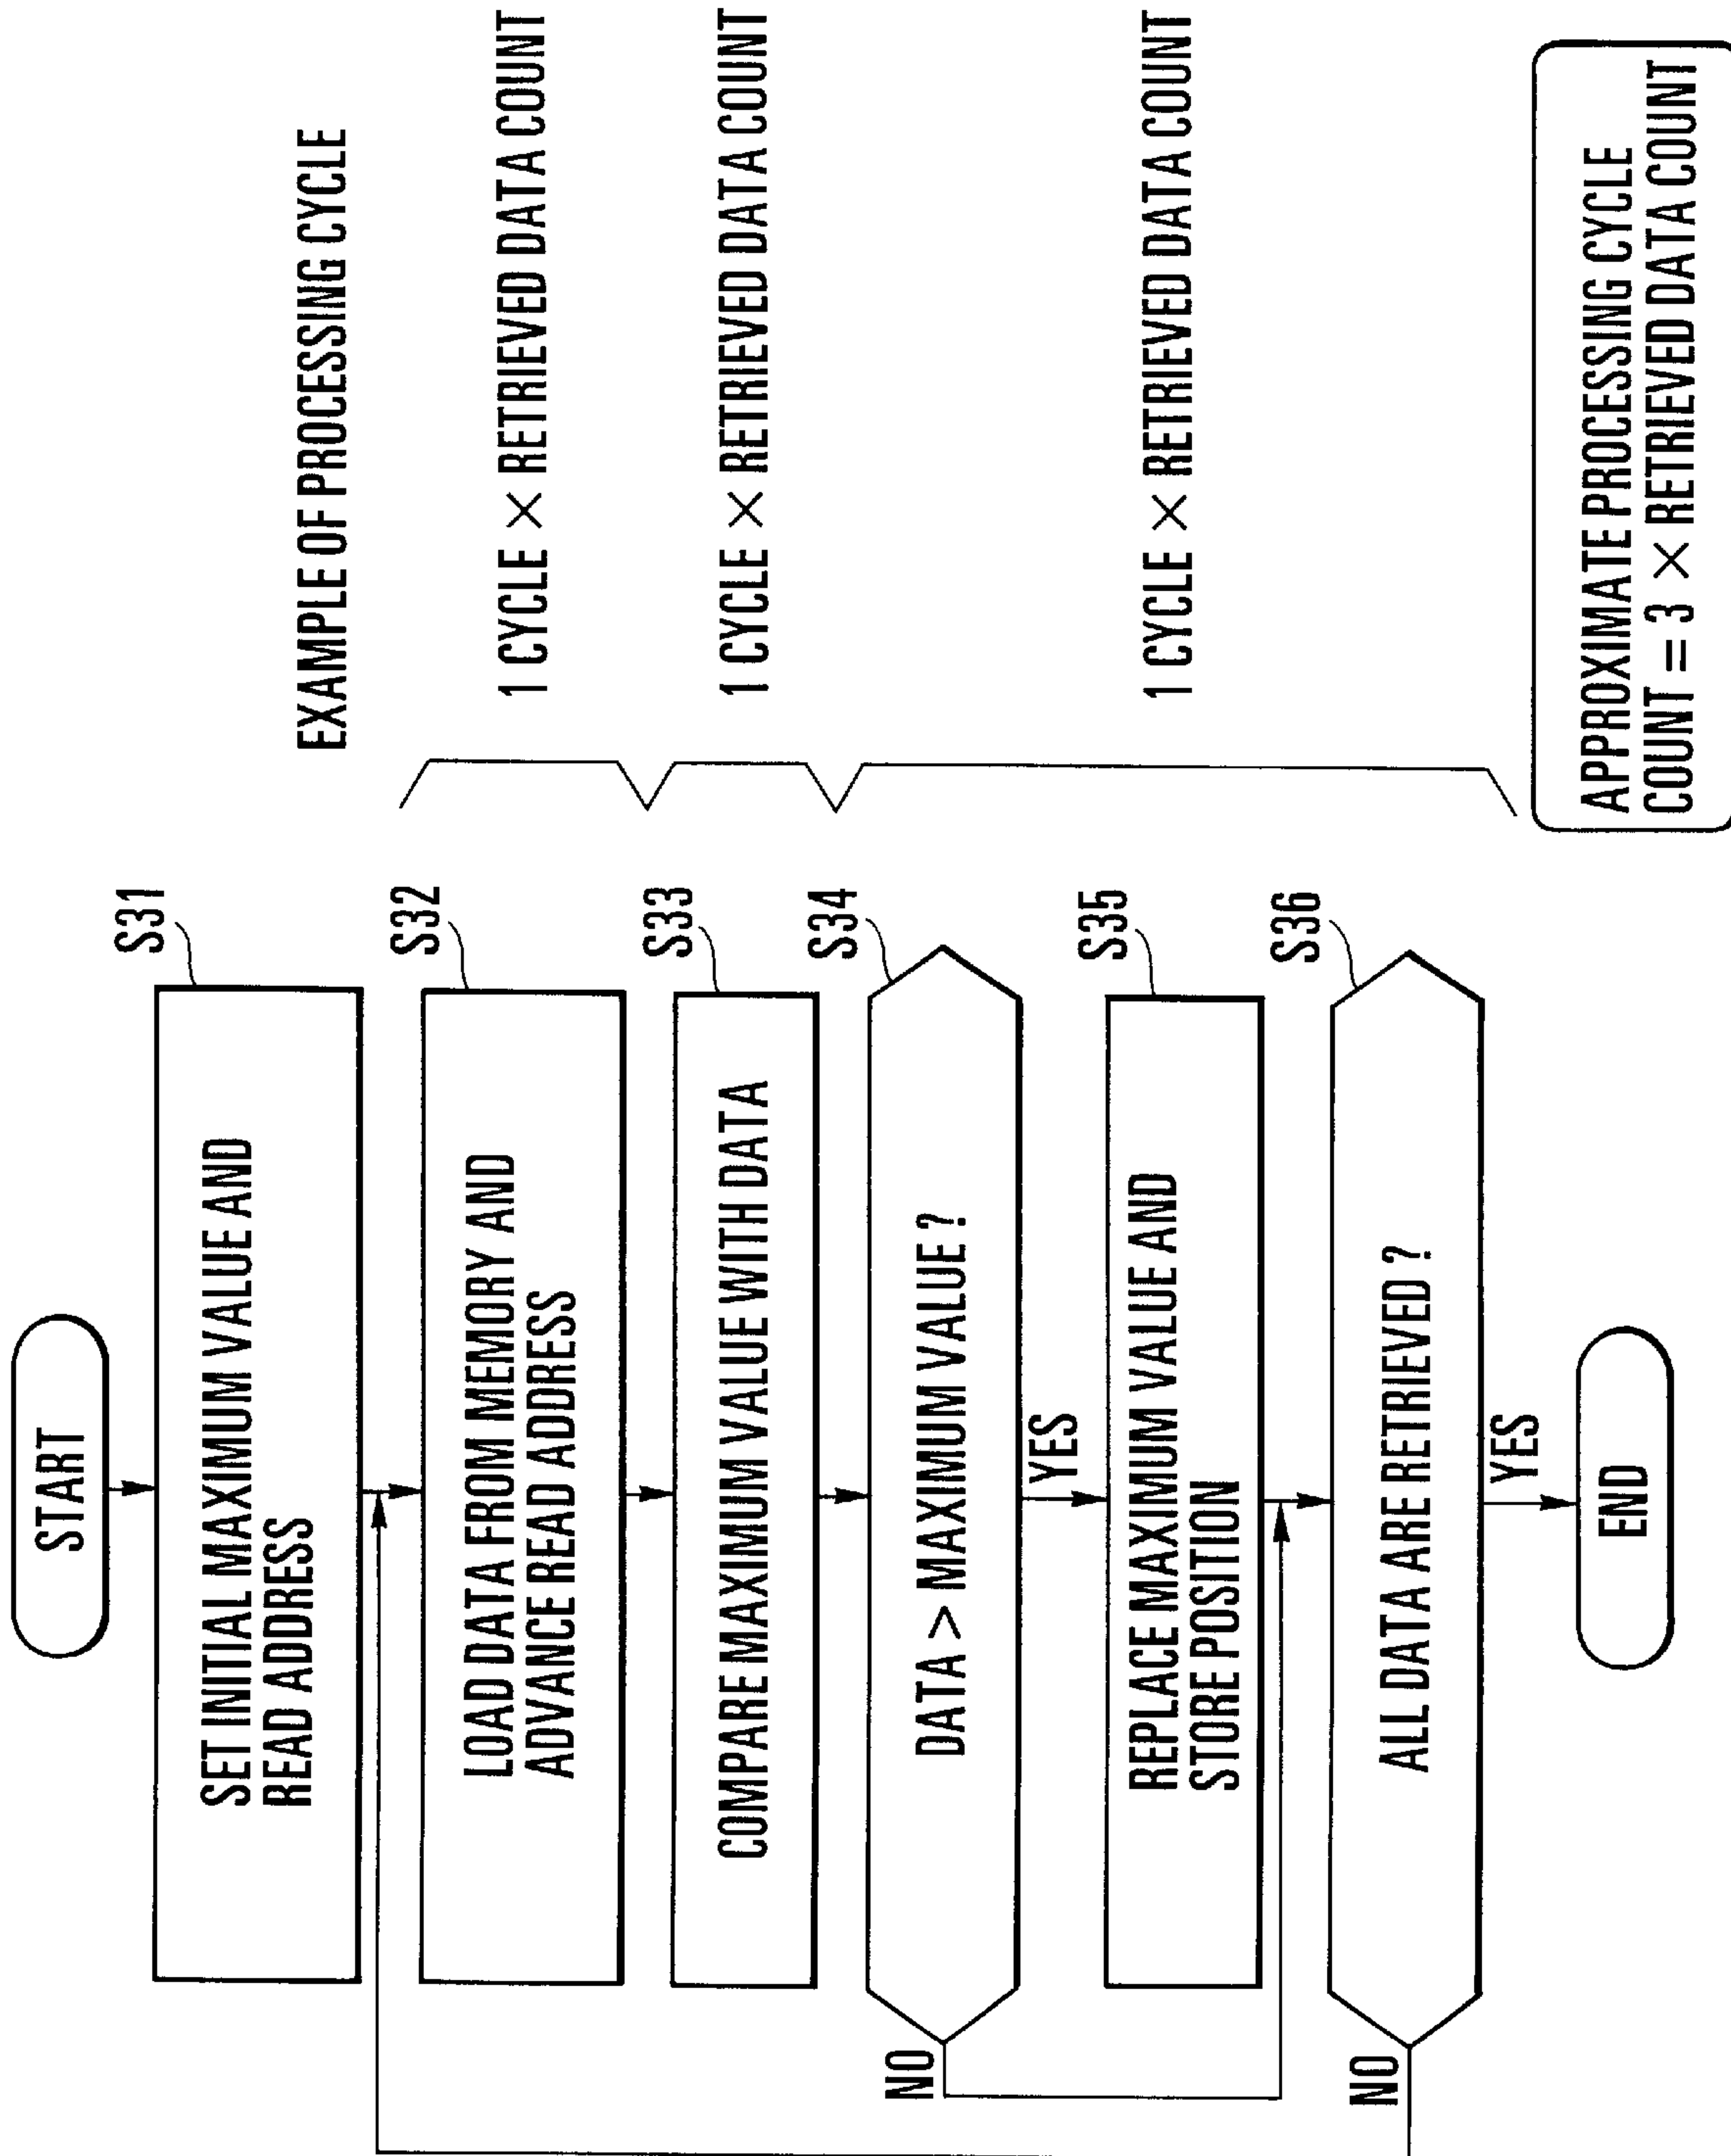 START
S31
SET INITIAL MAXIMUM VALUE AND
READ ADDRESS
EXAMPLE OF PROCESSING CYCLE
S32
LOAD DATA FROM MEMORY AND
ADVANCE READ ADDRESS
1 CYCLE × RETRIEVED DATA COUNT
S33
COMPARE MAXIMUM VALUE WITH DATA
1 CYCLE × RETRIEVED DATA COUNT
S34
DATA > MAXIMUM VALUE ?
NO
YES
S35
REPLACE MAXIMUM VALUE AND
STORE POSITION
1 CYCLE × RETRIEVED DATA COUNT
S36
ALL DATA ARE RETRIEVED ?
NO
YES
END
APPROXIMATE PROCESSING CYCLE
COUNT = 3 × RETRIEVED DATA COUNT